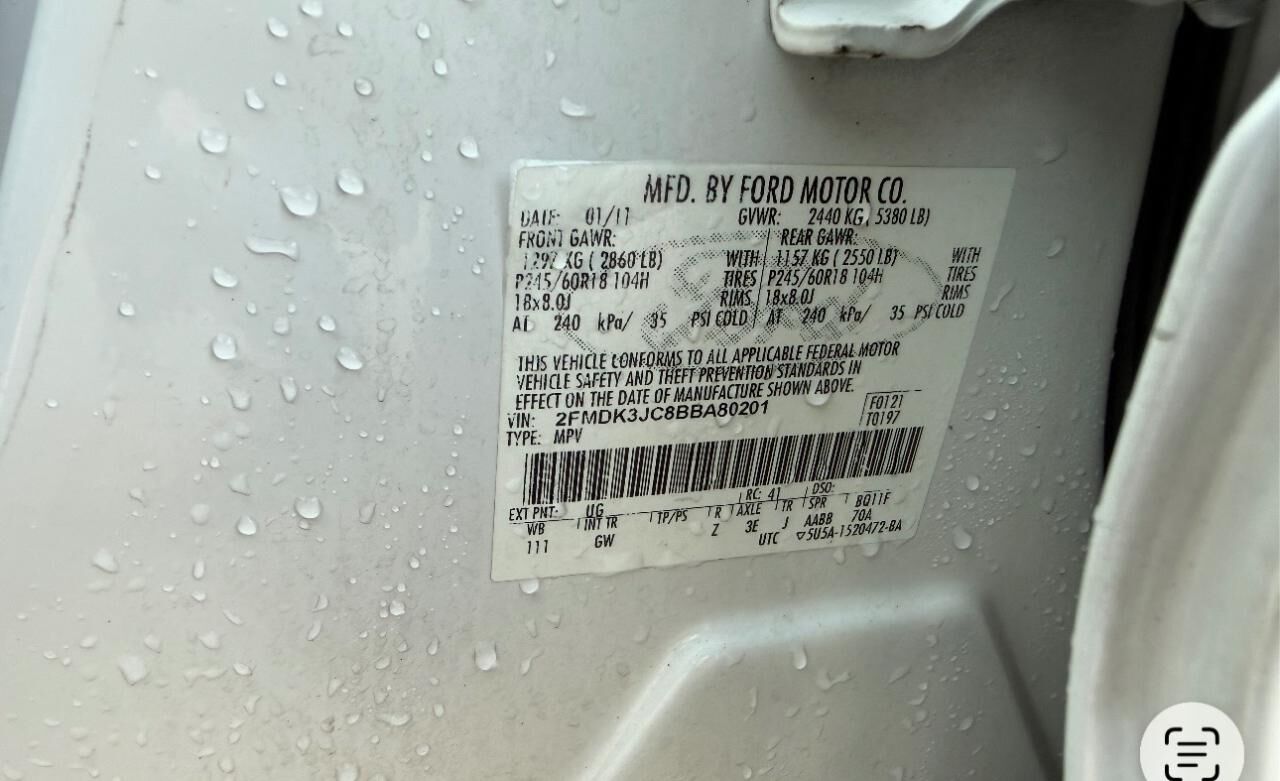 MFD. BY FORD MOTOR CO.
DATE: 01/11 GVWR: 2440 KG ( 5380 LB)
FRONT GAWR: REAR GAWR:
1297 KG ( 2860 LB) WITH 1157 KG ( 2550 LB) WITH
P245/60R18 104H TIRES P245/60R18 104H TIRES
18x8.0J RIMS 18x8.0J RIMS
AT 240 kPa/ 35 PSI COLD AT 240 kPa/ 35 PSI COLD
Ford
THIS VEHICLE CONFORMS TO ALL APPLICABLE FEDERAL MOTOR
VEHICLE SAFETY AND THEFT PREVENTION STANDARDS IN
EFFECT ON THE DATE OF MANUFACTURE SHOWN ABOVE.
VIN: 2FMDK3JC8BBA80201 F0121
TYPE: MPV T0197
EXT PNT: UG RC: 41 DSO:
WB INT TR TP/PS R AXLE TR SPR BQ11F
111 GW Z 3E J AABB 70A
UTC ▽5U5A-1520472-BA